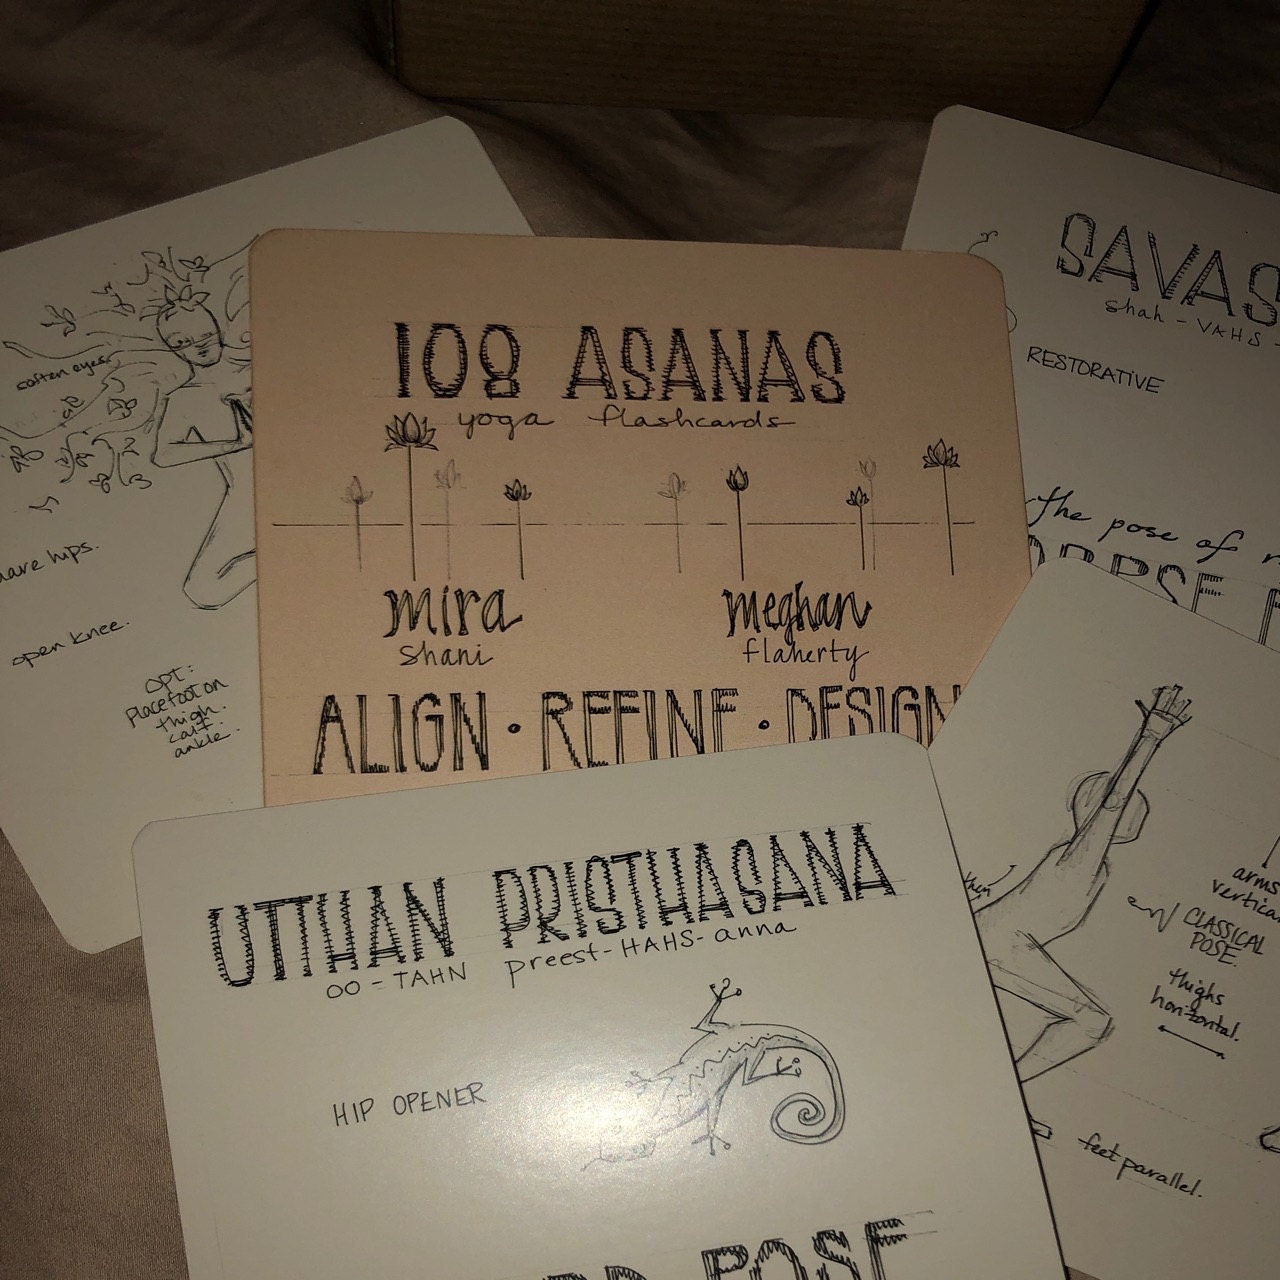 108 ASANAS
yoga flashcards
mira
shani
meghan
flaherty
ALIGN · REFINE · DESIGN
soften eyes.
hips.
open knee.
opt:
place foot on
thigh.
calf.
ankle.
SAVAS
shah - VAHS -
RESTORATIVE
the pose of
CORPSE
arms
vertical
CLASSICAL
POSE.
thighs
horizontal.
feet parallel.
UTTHAN PRISTHASANA
OO - TAHN preest-HAHS-anna
HIP OPENER
POSE